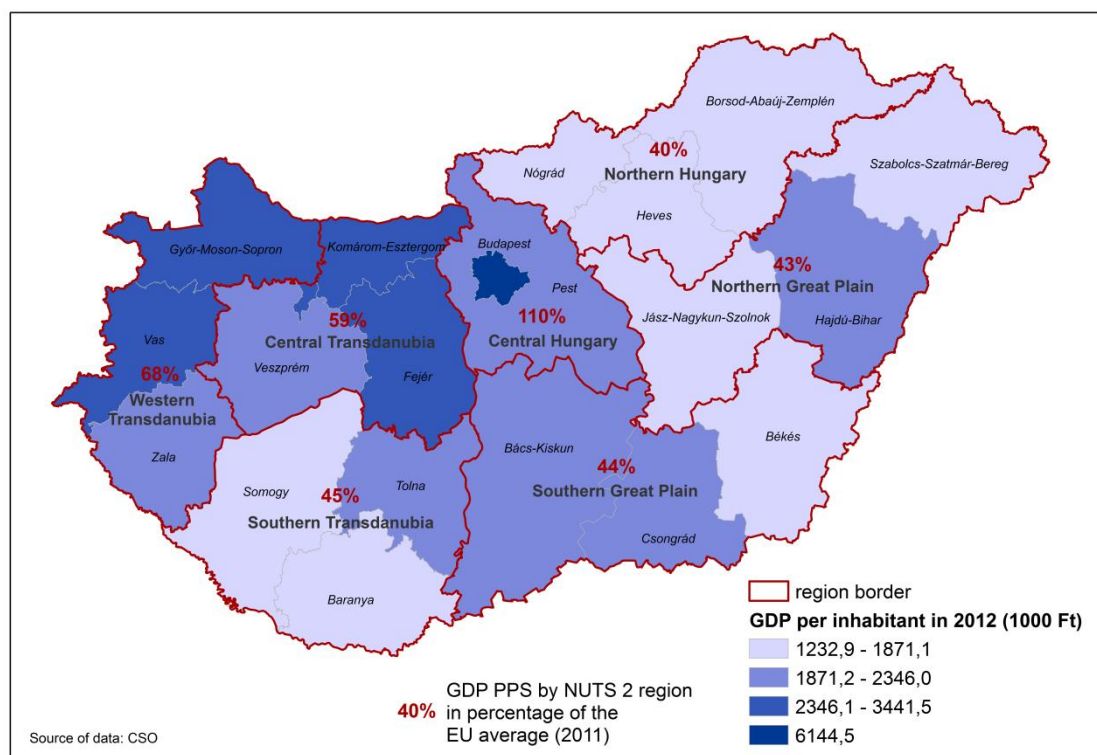 Borsod-Abaúj-Zemplén
Szabolcs-Szatmár-Bereg
40%
Nógrád
Northern Hungary
Heves
Győr-Moson-Sopron
Komárom-Esztergom
Budapest
Pest
43%
Northern Great Plain
Jász-Nagykun-Szolnok
Hajdú-Bihar
110%
Central Hungary
59%
Central Transdanubia
Vas
Veszprém
Fejér
68%
Western
Transdanubia
Zala
Békés
Bács-Kiskun
44%
Southern Great Plain
Csongrád
Somogy
45%
Tolna
Southern Transdanubia
Baranya
region border
GDP per inhabitant in 2012 (1000 Ft)
1232,9 - 1871,1
1871,2 - 2346,0
2346,1 - 3441,5
6144,5
40%
GDP PPS by NUTS 2 region
in percentage of the
EU average (2011)
Source of data: CSO